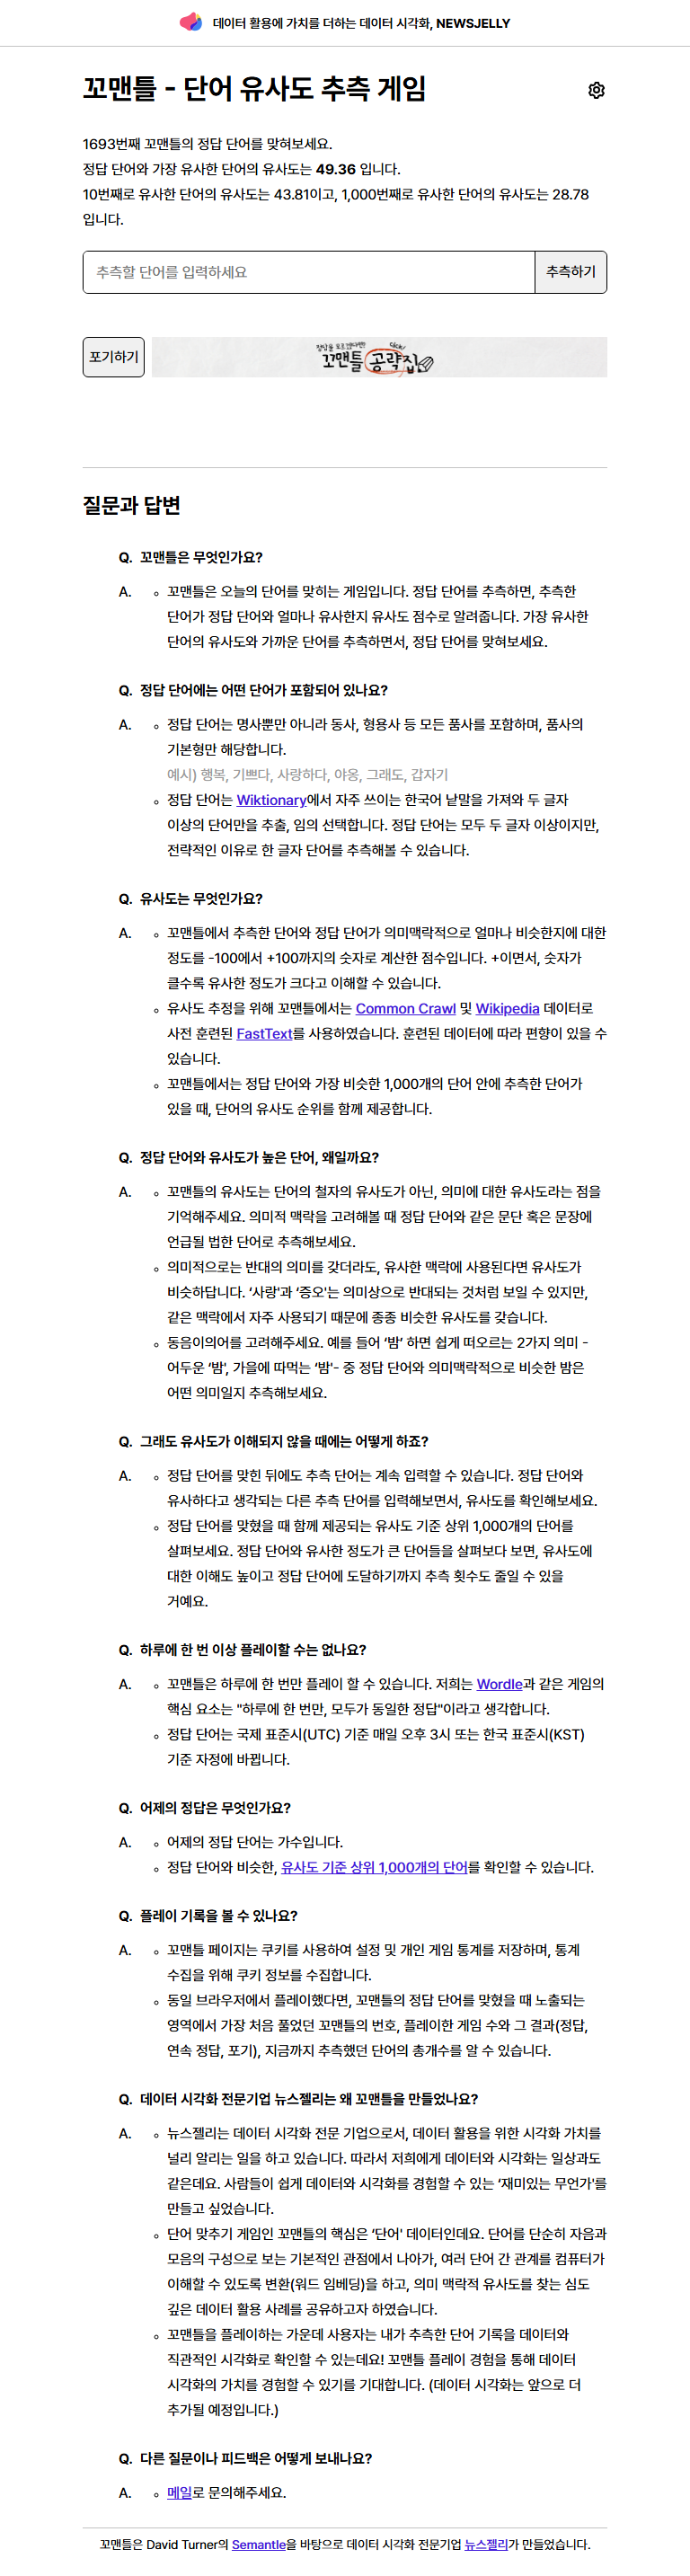 데이터 활용에 가치를 더하는 데이터 시각화, NEWSJELLY
꼬맨틀 - 단어 유사도 추측 게임
1693번째 꼬맨틀의 정답 단어를 맞혀보세요.
정답 단어와 가장 유사한 단어의 유사도는 49.36 입니다.
10번째로 유사한 단어의 유사도는 43.81이고, 1,000번째로 유사한 단어의 유사도는 28.78
입니다.
추측할 단어를 입력하세요
추측하기
포기하기
정답을 모르겠다면?
click!
꼬맨틀 공략집
질문과 답변
Q. 꼬맨틀은 무엇인가요?
A. ◦ 꼬맨틀은 오늘의 단어를 맞히는 게임입니다. 정답 단어를 추측하면, 추측한
단어가 정답 단어와 얼마나 유사한지 유사도 점수로 알려줍니다. 가장 유사한
단어의 유사도와 가까운 단어를 추측하면서, 정답 단어를 맞혀보세요.
Q. 정답 단어에는 어떤 단어가 포함되어 있나요?
A. ◦ 정답 단어는 명사뿐만 아니라 동사, 형용사 등 모든 품사를 포함하며, 품사의
기본형만 해당합니다.
예시) 행복, 기쁘다, 사랑하다, 야옹, 그래도, 갑자기
◦ 정답 단어는 Wiktionary에서 자주 쓰이는 한국어 낱말을 가져와 두 글자
이상의 단어만을 추출, 임의 선택합니다. 정답 단어는 모두 두 글자 이상이지만,
전략적인 이유로 한 글자 단어를 추측해볼 수 있습니다.
Q. 유사도는 무엇인가요?
A. ◦ 꼬맨틀에서 추측한 단어와 정답 단어가 의미맥락적으로 얼마나 비슷한지에 대한
정도를 -100에서 +100까지의 숫자로 계산한 점수입니다. +이면서, 숫자가
클수록 유사한 정도가 크다고 이해할 수 있습니다.
◦ 유사도 추정을 위해 꼬맨틀에서는 Common Crawl 및 Wikipedia 데이터로
사전 훈련된 FastText를 사용하였습니다. 훈련된 데이터에 따라 편향이 있을 수
있습니다.
◦ 꼬맨틀에서는 정답 단어와 가장 비슷한 1,000개의 단어 안에 추측한 단어가
있을 때, 단어의 유사도 순위를 함께 제공합니다.
Q. 정답 단어와 유사도가 높은 단어, 왜일까요?
A. ◦ 꼬맨틀의 유사도는 단어의 철자의 유사도가 아닌, 의미에 대한 유사도라는 점을
기억해주세요. 의미적 맥락을 고려해볼 때 정답 단어와 같은 문단 혹은 문장에
언급될 법한 단어로 추측해보세요.
◦ 의미적으로는 반대의 의미를 갖더라도, 유사한 맥락에 사용된다면 유사도가
비슷하답니다. ‘사랑'과 ‘증오'는 의미상으로 반대되는 것처럼 보일 수 있지만,
같은 맥락에서 자주 사용되기 때문에 종종 비슷한 유사도를 갖습니다.
◦ 동음이의어를 고려해주세요. 예를 들어 ‘밤’ 하면 쉽게 떠오르는 2가지 의미 -
어두운 ‘밤', 가을에 따먹는 ‘밤'- 중 정답 단어와 의미맥락적으로 비슷한 밤은
어떤 의미일지 추측해보세요.
Q. 그래도 유사도가 이해되지 않을 때에는 어떻게 하죠?
A. ◦ 정답 단어를 맞힌 뒤에도 추측 단어는 계속 입력할 수 있습니다. 정답 단어와
유사하다고 생각되는 다른 추측 단어를 입력해보면서, 유사도를 확인해보세요.
◦ 정답 단어를 맞혔을 때 함께 제공되는 유사도 기준 상위 1,000개의 단어를
살펴보세요. 정답 단어와 유사한 정도가 큰 단어들을 살펴보다 보면, 유사도에
대한 이해도 높이고 정답 단어에 도달하기까지 추측 횟수도 줄일 수 있을
거예요.
Q. 하루에 한 번 이상 플레이할 수는 없나요?
A. ◦ 꼬맨틀은 하루에 한 번만 플레이 할 수 있습니다. 저희는 Wordle과 같은 게임의
핵심 요소는 "하루에 한 번만, 모두가 동일한 정답"이라고 생각합니다.
◦ 정답 단어는 국제 표준시(UTC) 기준 매일 오후 3시 또는 한국 표준시(KST)
기준 자정에 바뀝니다.
Q. 어제의 정답은 무엇인가요?
A. ◦ 어제의 정답 단어는 가수입니다.
◦ 정답 단어와 비슷한, 유사도 기준 상위 1,000개의 단어를 확인할 수 있습니다.
Q. 플레이 기록을 볼 수 있나요?
A. ◦ 꼬맨틀 페이지는 쿠키를 사용하여 설정 및 개인 게임 통계를 저장하며, 통계
수집을 위해 쿠키 정보를 수집합니다.
◦ 동일 브라우저에서 플레이했다면, 꼬맨틀의 정답 단어를 맞혔을 때 노출되는
영역에서 가장 처음 풀었던 꼬맨틀의 번호, 플레이한 게임 수와 그 결과(정답,
연속 정답, 포기), 지금까지 추측했던 단어의 총개수를 알 수 있습니다.
Q. 데이터 시각화 전문기업 뉴스젤리는 왜 꼬맨틀을 만들었나요?
A. ◦ 뉴스젤리는 데이터 시각화 전문 기업으로서, 데이터 활용을 위한 시각화 가치를
널리 알리는 일을 하고 있습니다. 따라서 저희에게 데이터와 시각화는 일상과도
같은데요. 사람들이 쉽게 데이터와 시각화를 경험할 수 있는 ‘재미있는 무언가'를
만들고 싶었습니다.
◦ 단어 맞추기 게임인 꼬맨틀의 핵심은 ‘단어' 데이터인데요. 단어를 단순히 자음과
모음의 구성으로 보는 기본적인 관점에서 나아가, 여러 단어 간 관계를 컴퓨터가
이해할 수 있도록 변환(워드 임베딩)을 하고, 의미 맥락적 유사도를 찾는 심도
깊은 데이터 활용 사례를 공유하고자 하였습니다.
◦ 꼬맨틀을 플레이하는 가운데 사용자는 내가 추측한 단어 기록을 데이터와
직관적인 시각화로 확인할 수 있는데요! 꼬맨틀 플레이 경험을 통해 데이터
시각화의 가치를 경험할 수 있기를 기대합니다. (데이터 시각화는 앞으로 더
추가될 예정입니다.)
Q. 다른 질문이나 피드백은 어떻게 보내나요?
A. ◦ 메일로 문의해주세요.
꼬맨틀은 David Turner의 Semantle을 바탕으로 데이터 시각화 전문기업 뉴스젤리가 만들었습니다.